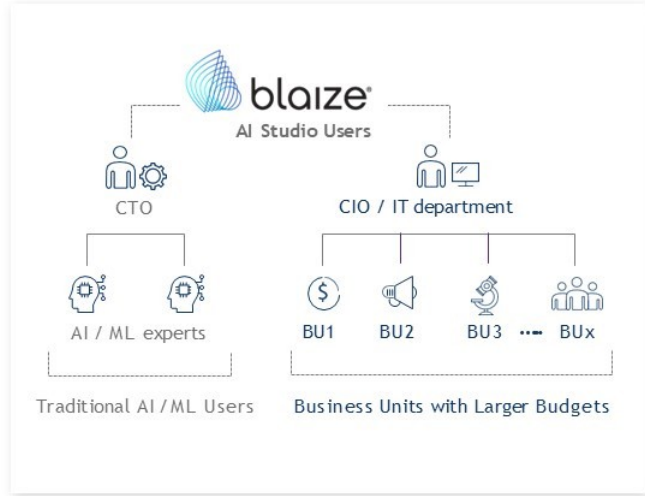 blaize®
AI Studio Users
CTO
CIO / IT department
$
AI / ML experts
BU1 BU2 BU3 •••• BUx
Traditional AI/ML Users
Business Units with Larger Budgets